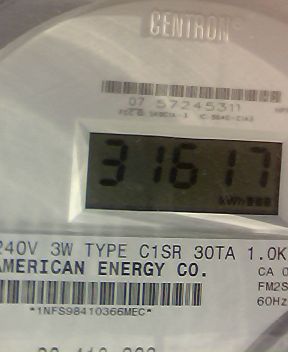 CENTRON®
07 57245311
31617
kWh
240V 3W TYPE C1SR 30TA 1.0K
AMERICAN ENERGY CO.
CA 0
FM2S
60Hz
*1NFS98410366MEC*